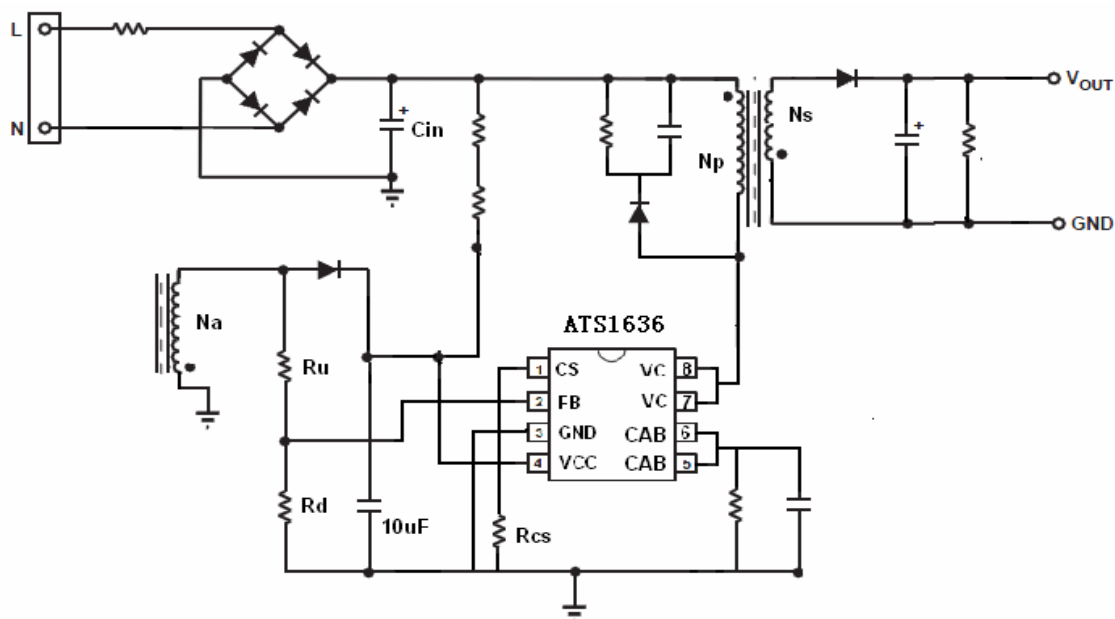 L
N
+
Cin
Np
Ns
+
VOUT
GND
Na
Ru
Rd
10uF
Rcs
ATS1636
1 CS VC 8
2 FB VC 7
3 GND CAB 6
4 VCC CAB 5